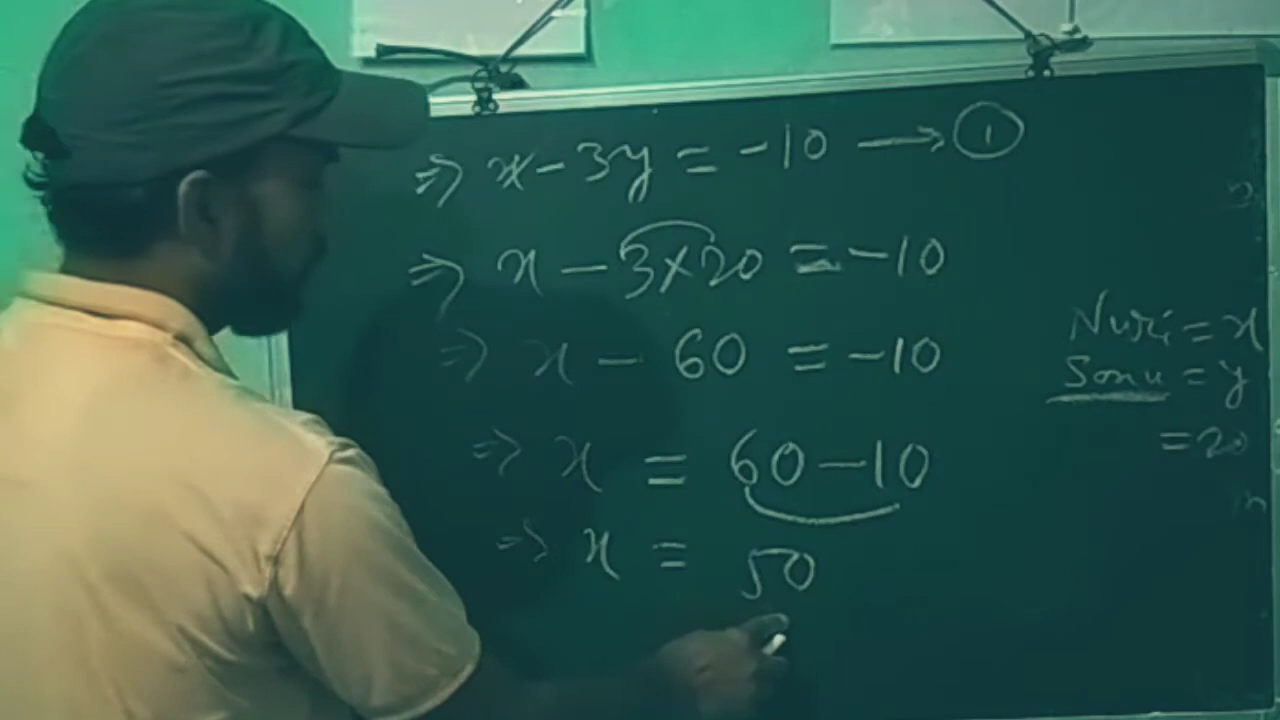 ⇒ x - 3y = -10 → ①
⇒ x - 3×20 = -10
⇒ x - 60 = -10
⇒ x = 60 - 10
⇒ x = 50
Nuri = x
Sonu = y
= 20